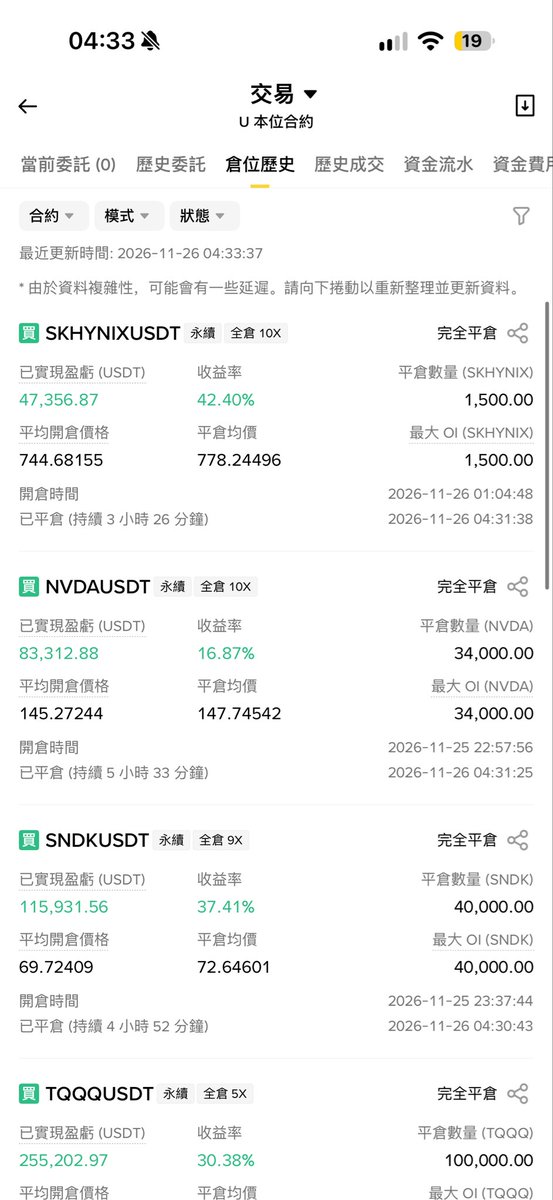 04:33
19
交易
U 本位合約
當前委託 (0) 歷史委託 倉位歷史 歷史成交 資金流水 資金費用
合約 模式 狀態
最近更新時間: 2026-11-26 04:33:37
* 由於資料複雜性，可能會有一些延遲。請向下捲動以重新整理並更新資料。
買 SKHYNIXUSDT 永續 全倉 10X 完全平倉
已實現盈虧 (USDT) 收益率 平倉數量 (SKHYNIX)
47,356.87 42.40% 1,500.00
平均開倉價格 平倉均價 最大 OI (SKHYNIX)
744.68155 778.24496 1,500.00
開倉時間 2026-11-26 01:04:48
已平倉 (持續 3 小時 26 分鐘) 2026-11-26 04:31:38
買 NVDAUSDT 永續 全倉 10X 完全平倉
已實現盈虧 (USDT) 收益率 平倉數量 (NVDA)
83,312.88 16.87% 34,000.00
平均開倉價格 平倉均價 最大 OI (NVDA)
145.27244 147.74542 34,000.00
開倉時間 2026-11-25 22:57:56
已平倉 (持續 5 小時 33 分鐘) 2026-11-26 04:31:25
買 SNDKUSDT 永續 全倉 9X 完全平倉
已實現盈虧 (USDT) 收益率 平倉數量 (SNDK)
115,931.56 37.41% 40,000.00
平均開倉價格 平倉均價 最大 OI (SNDK)
69.72409 72.64601 40,000.00
開倉時間 2026-11-25 23:37:44
已平倉 (持續 4 小時 52 分鐘) 2026-11-26 04:30:43
買 TQQQUSDT 永續 全倉 5X 完全平倉
已實現盈虧 (USDT) 收益率 平倉數量 (TQQQ)
255,202.97 30.38% 100,000.00
平均開倉價格 平倉均價 最大 OI (TQQQ)